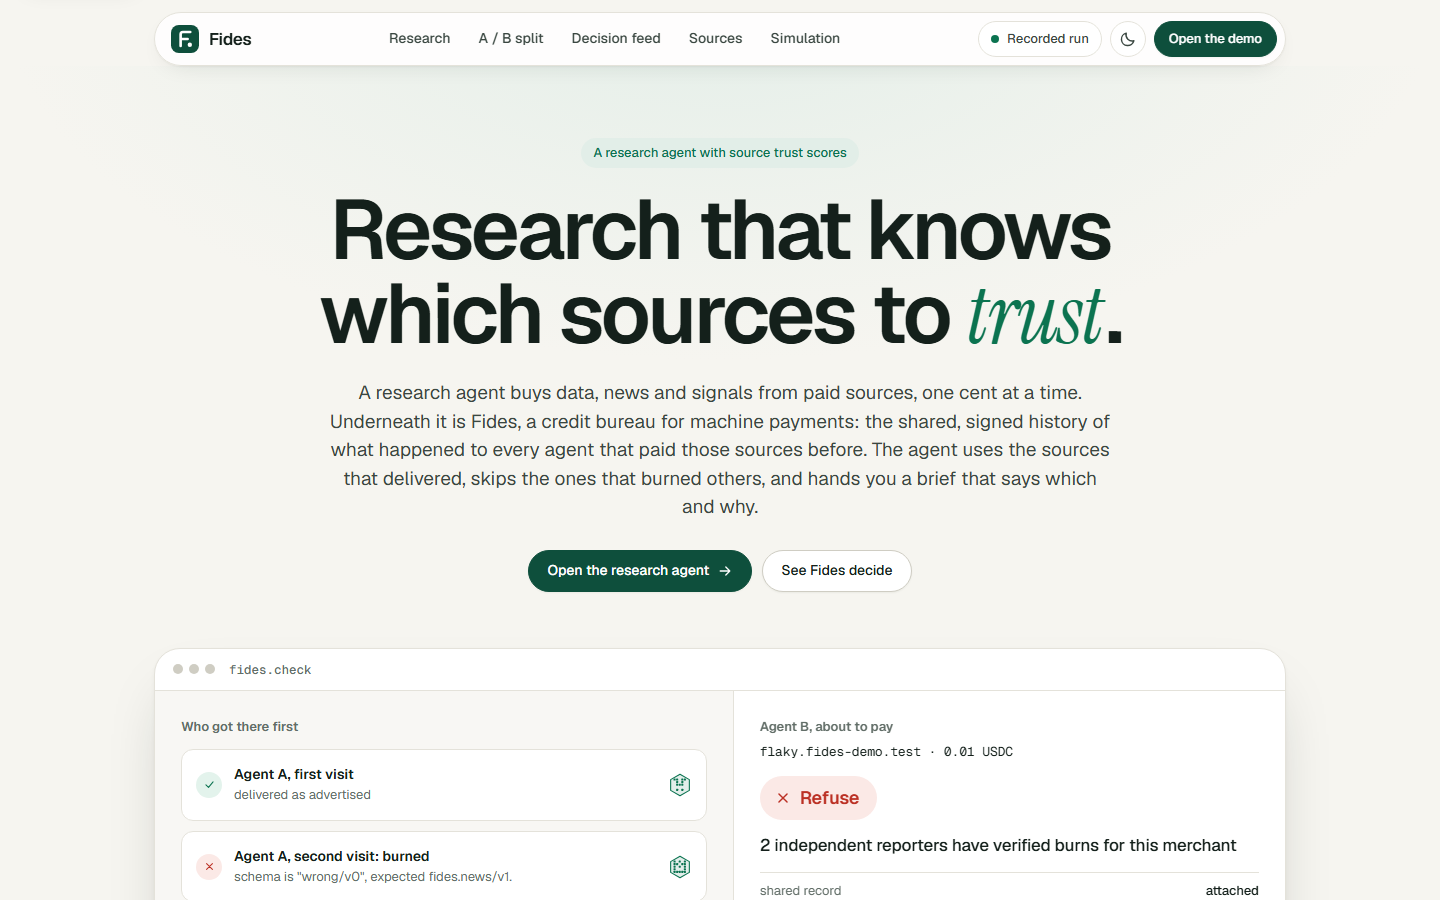 Fides
Research
A / B split
Decision feed
Sources
Simulation
Recorded run
Open the demo
A research agent with source trust scores
Research that knows
which sources to trust.
A research agent buys data, news and signals from paid sources, one cent at a time.
Underneath it is Fides, a credit bureau for machine payments: the shared, signed history of
what happened to every agent that paid those sources before. The agent uses the sources
that delivered, skips the ones that burned others, and hands you a brief that says which
and why.
Open the research agent →
See Fides decide
fides.check
Who got there first
Agent A, first visit
delivered as advertised
Agent A, second visit: burned
schema is "wrong/v0", expected fides.news/v1.
Agent B, about to pay
flaky.fides-demo.test · 0.01 USDC
Refuse
2 independent reporters have verified burns for this merchant
shared record
attached